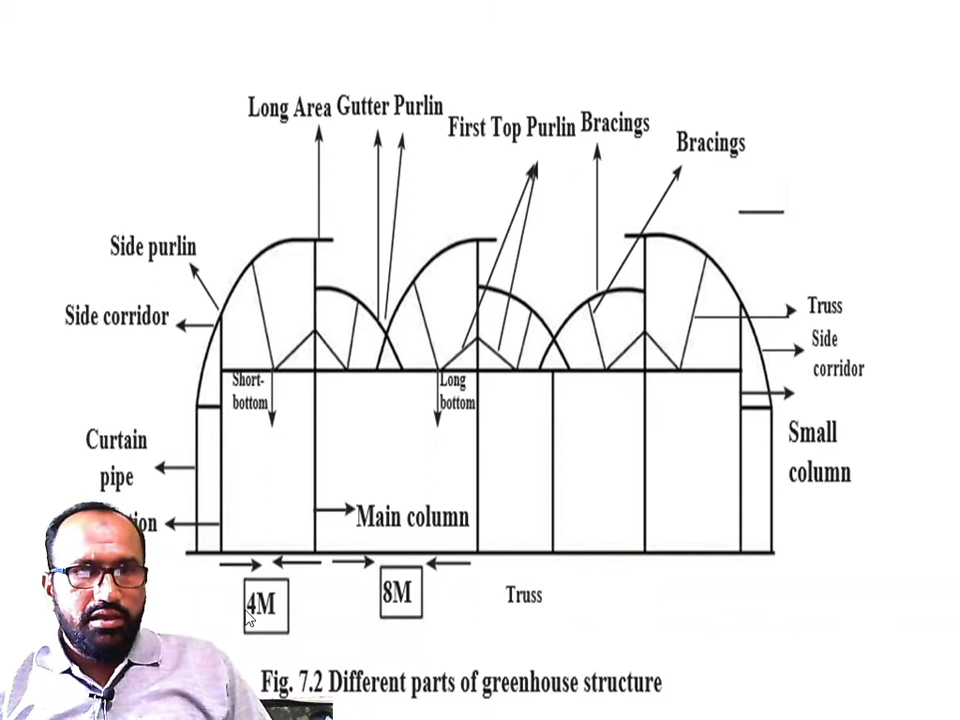 Long Area Gutter Purlin
First Top Purlin
Bracings
Bracings
Side purlin
Side corridor
Truss
Side
corridor
Short-
bottom
Long
bottom
Curtain
pipe
Small
column
Main column
4M
8M
Truss
Fig. 7.2 Different parts of greenhouse structure